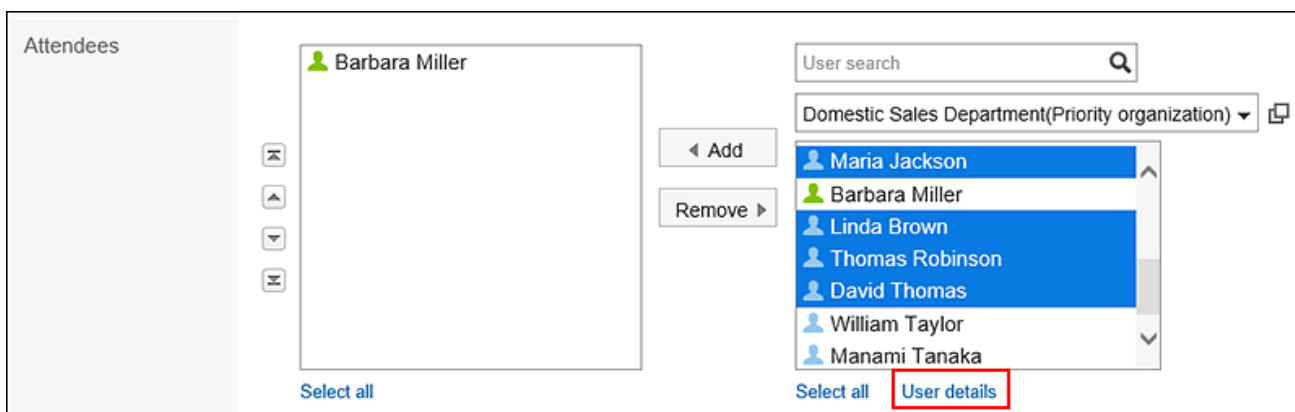 Attendees
Barbara Miller
Select all
Add
Remove
User search
Domestic Sales Department(Priority organization)
Maria Jackson
Barbara Miller
Linda Brown
Thomas Robinson
David Thomas
William Taylor
Manami Tanaka
Select all
User details